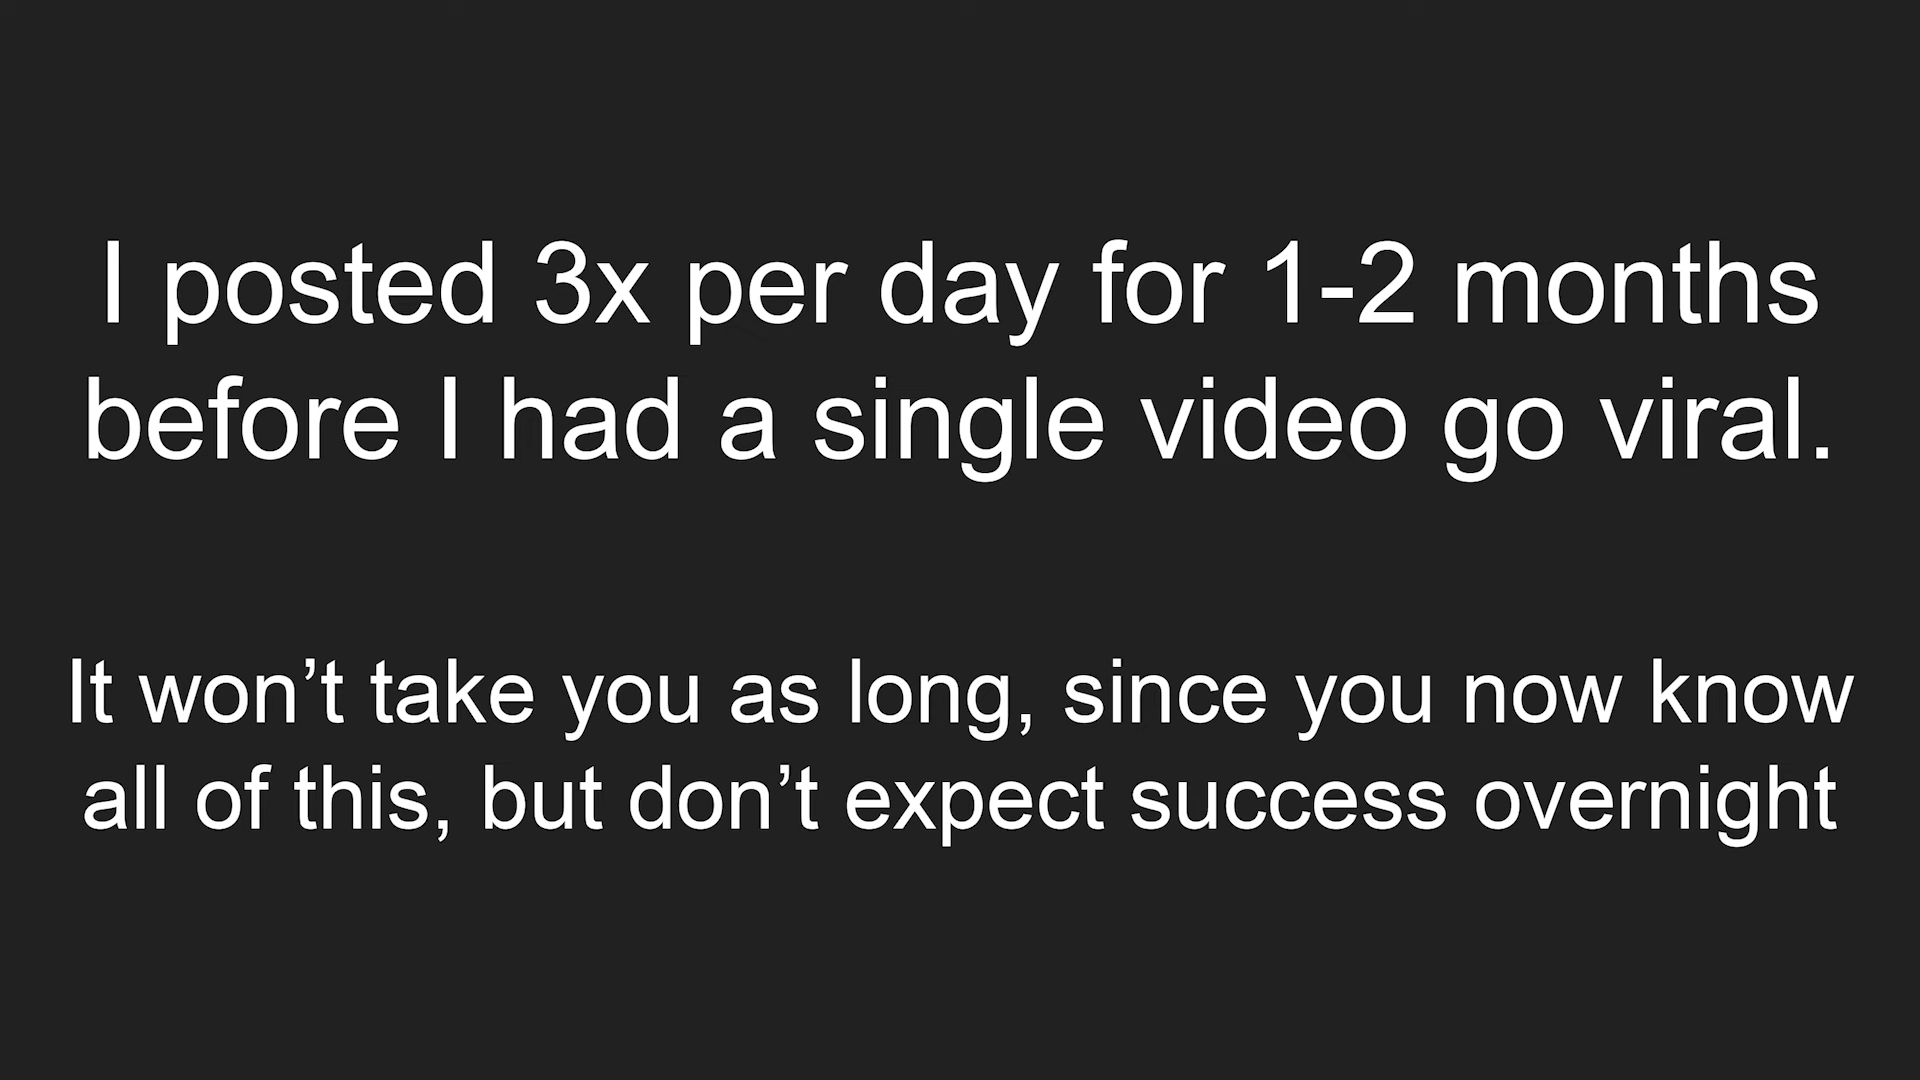 I posted 3x per day for 1-2 months
before I had a single video go viral.
It won’t take you as long, since you now know
all of this, but don’t expect success overnight